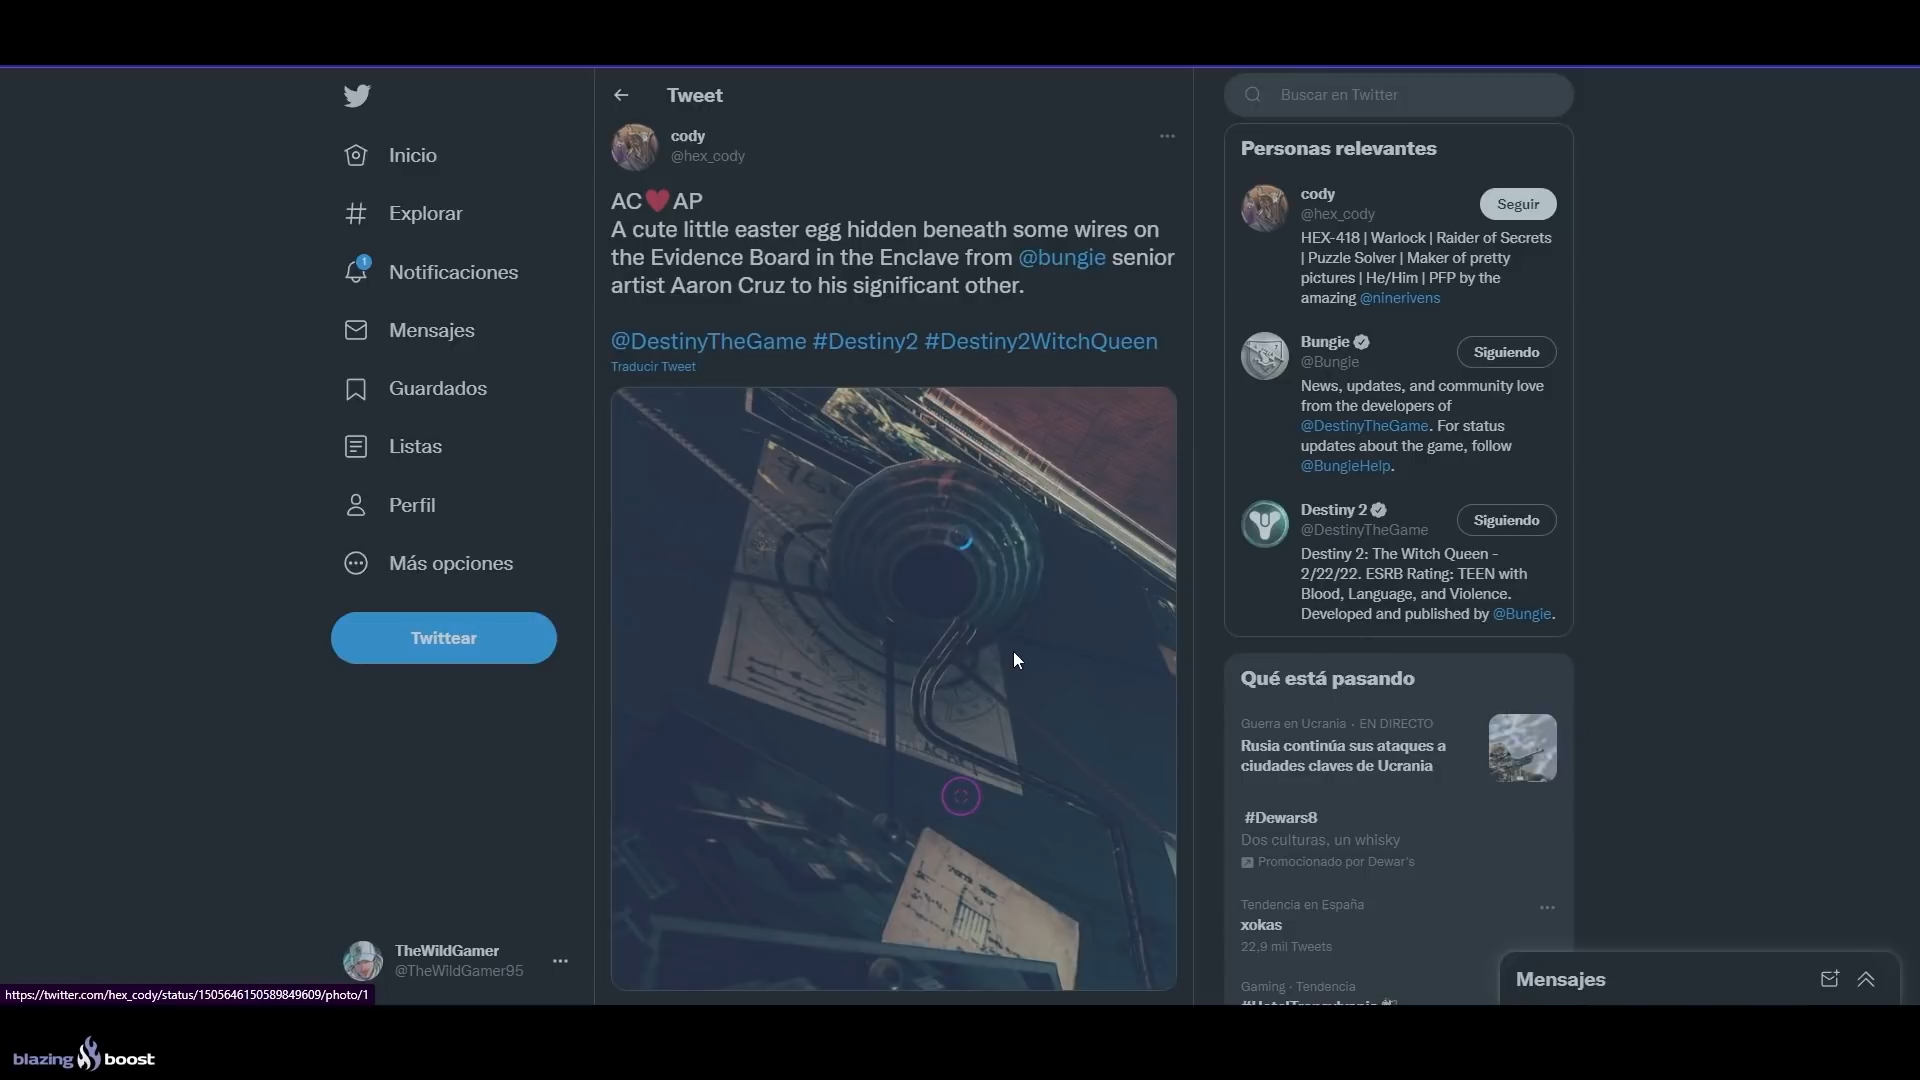 Tweet
cody
@hex_cody
AC❤️AP
A cute little easter egg hidden beneath some wires on
the Evidence Board in the Enclave from @bungie senior
artist Aaron Cruz to his significant other.
@DestinyTheGame #Destiny2 #Destiny2WitchQueen
Traducir Tweet
Inicio
Explorar
1
Notificaciones
Mensajes
Guardados
Listas
Perfil
Más opciones
Twittear
TheWildGamer
@TheWildGamer95
https://twitter.com/hex_cody/status/1505646150589849609/photo/1
Buscar en Twitter
Personas relevantes
cody
@hex_cody
Seguir
HEX-418 | Warlock | Raider of Secrets
| Puzzle Solver | Maker of pretty
pictures | He/Him | PFP by the
amazing @ninerivens
Bungie
@Bungie
Siguiendo
News, updates, and community love
from the developers of
@DestinyTheGame. For status
updates about the game, follow
@BungieHelp.
Destiny 2
@DestinyTheGame
Siguiendo
Destiny 2: The Witch Queen -
2/22/22. ESRB Rating: TEEN with
Blood, Language, and Violence.
Developed and published by @Bungie.
Qué está pasando
Guerra en Ucrania · EN DIRECTO
Rusia continúa sus ataques a
ciudades claves de Ucrania
#Dewars8
Dos culturas, un whisky
Promocionado por Dewar's
Tendencia en España
xokas
22,9 mil Tweets
Gaming · Tendencia
Mensajes
blazing boost